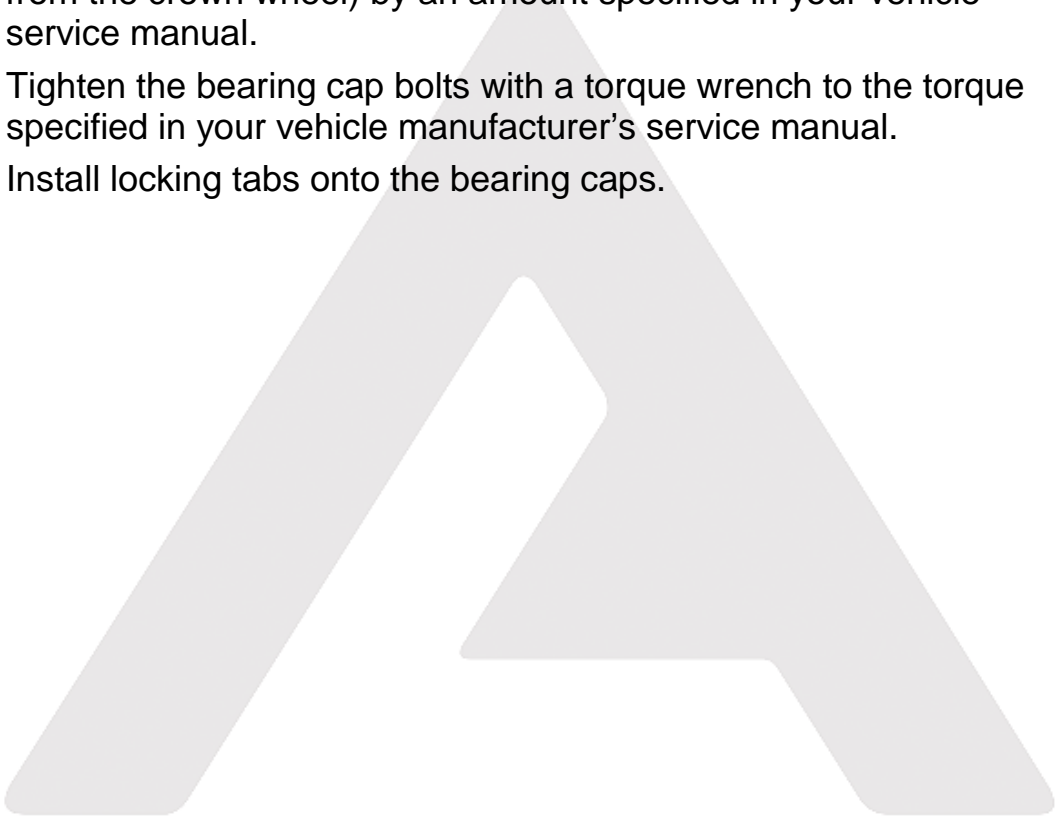 from the crown wheel) by an amount specified in your vehicle
service manual.
Tighten the bearing cap bolts with a torque wrench to the torque
specified in your vehicle manufacturer’s service manual.
Install locking tabs onto the bearing caps.